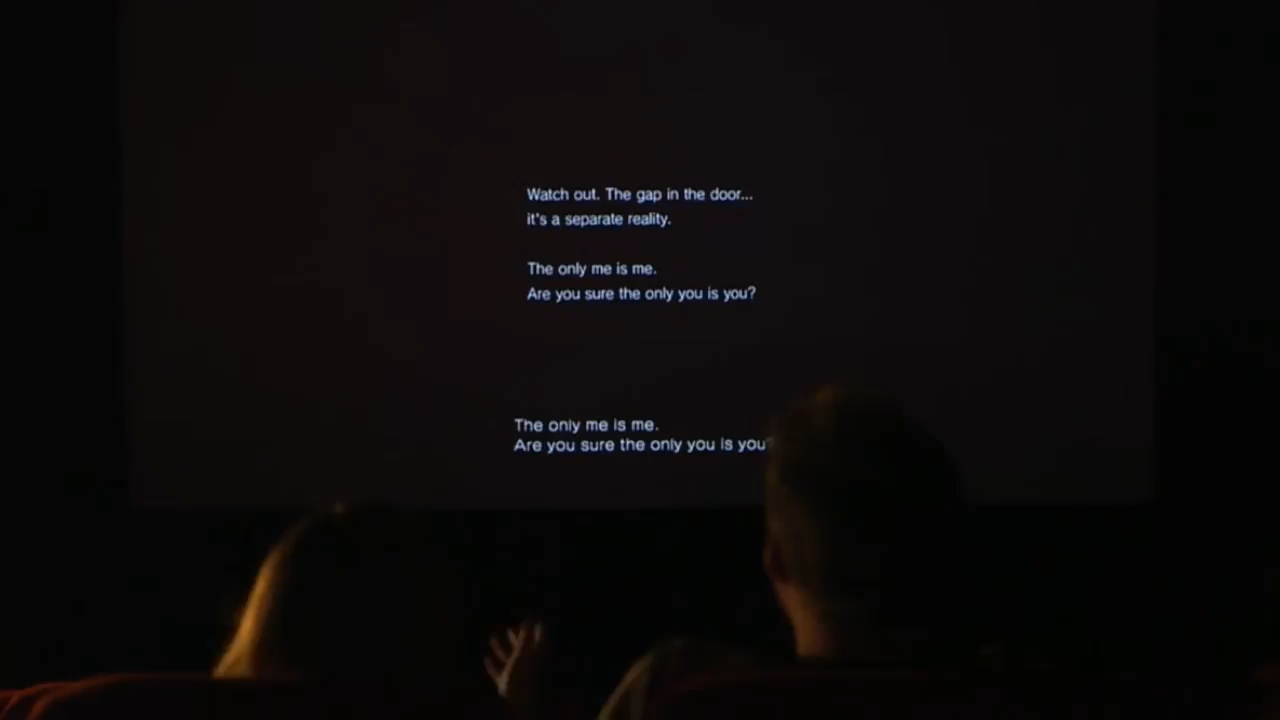 Watch out. The gap in the door...
it's a separate reality.
The only me is me.
Are you sure the only you is you?
The only me is me.
Are you sure the only you is you?